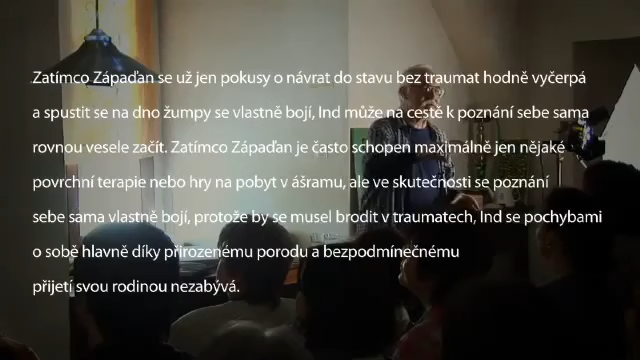 Zatímco Západan se už jen pokusy o návrat do stavu bez traumat hodně vyčerpá
a spustit se na dno žumpy se vlastně bojí, Ind může na cestě k poznání sebe sama
rovnou vesele začít. Zatímco Západan je často schopen maximálně jen nějaké
povrchní terapie nebo hry na pobyt v ášramu, ale ve skutečnosti se poznání
sebe sama vlastně bojí, protože by se musel brodit v traumatech, Ind se pochybami
o sobě hlavně díky přirozenému porodu a bezpodmínečnému
přijetí svou rodinou nezabývá.